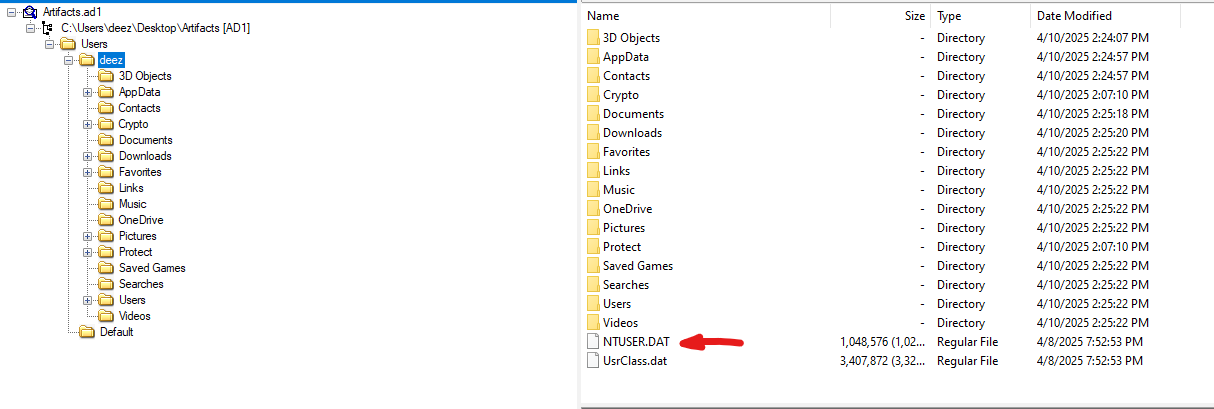 Artifacts.ad1
C:\Users\deez\Desktop\Artifacts [AD1]
Users
deez
3D Objects
AppData
Contacts
Crypto
Documents
Downloads
Favorites
Links
Music
OneDrive
Pictures
Protect
Saved Games
Searches
Users
Videos
Default
Name Size Type Date Modified
3D Objects - Directory 4/10/2025 2:24:07 PM
AppData - Directory 4/10/2025 2:24:57 PM
Contacts - Directory 4/10/2025 2:24:57 PM
Crypto - Directory 4/10/2025 2:07:10 PM
Documents - Directory 4/10/2025 2:25:18 PM
Downloads - Directory 4/10/2025 2:25:20 PM
Favorites - Directory 4/10/2025 2:25:22 PM
Links - Directory 4/10/2025 2:25:22 PM
Music - Directory 4/10/2025 2:25:22 PM
OneDrive - Directory 4/10/2025 2:25:22 PM
Pictures - Directory 4/10/2025 2:25:22 PM
Protect - Directory 4/10/2025 2:07:10 PM
Saved Games - Directory 4/10/2025 2:25:22 PM
Searches - Directory 4/10/2025 2:25:22 PM
Users - Directory 4/10/2025 2:25:22 PM
Videos - Directory 4/10/2025 2:25:22 PM
NTUSER.DAT 1,048,576 (1,02... Regular File 4/8/2025 7:52:53 PM
UsrClass.dat 3,407,872 (3,32... Regular File 4/8/2025 7:52:53 PM